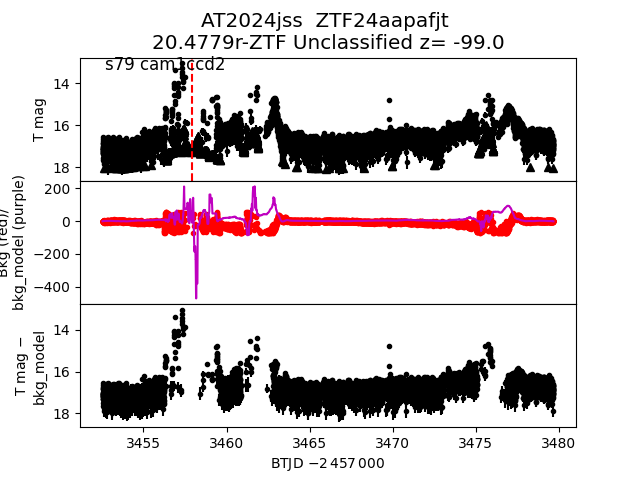 AT2024jss  ZTF24aapafjt
20.4779r-ZTF Unclassified z= -99.0
s79 cam1ccd2
14
16
18
T mag
200
0
−200
−400
Bkg (red)/
bkg_model (purple)
14
16
18
T mag −
bkg_model
3455
3460
3465
3470
3475
3480
BTJD −2 457 000